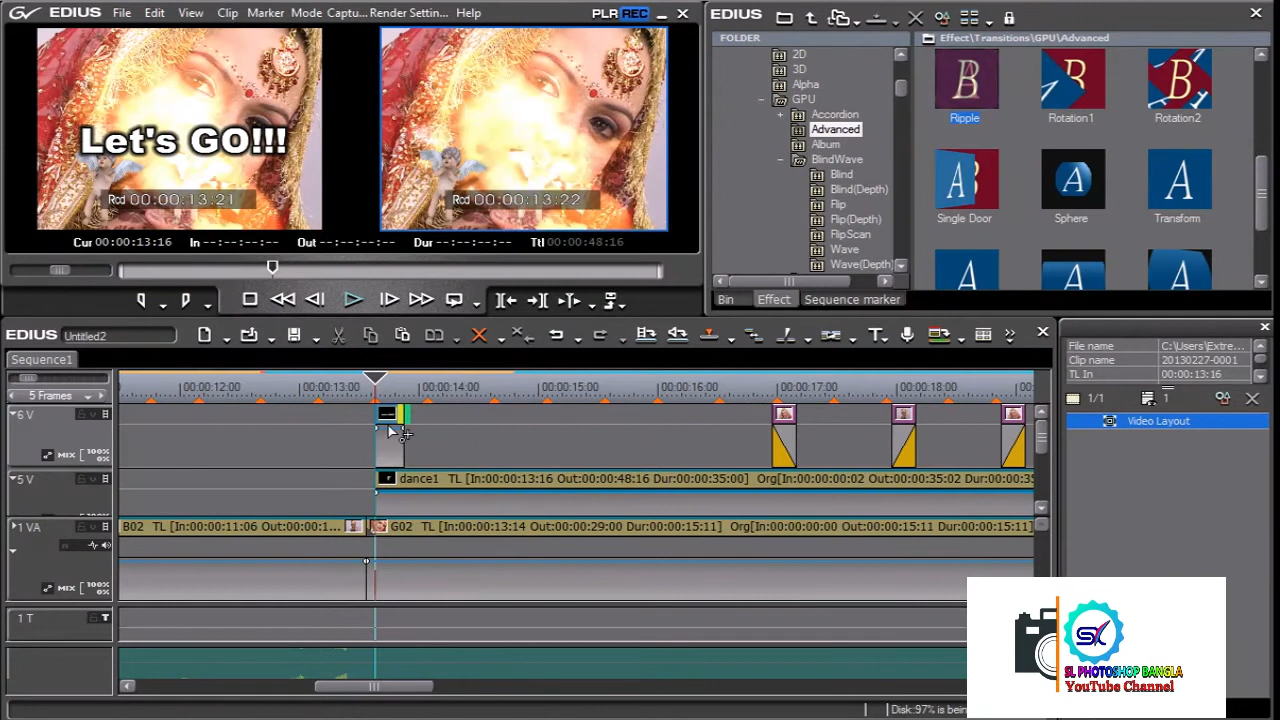 EDIUS File Edit View Clip Marker Mode Captu... Render Settin... Help PLR REC
Let's GO!!!
Rcd 00:00:13:21
Rcd 00:00:13:22
Cur 00:00:13:16 In --:--:--:-- Out --:--:--:-- Dur --:--:--:-- Ttl 00:00:48:16
EDIUS
FOLDER
Effect\Transitions\GPU\Advanced
2D
3D
Alpha
GPU
Accordion
Advanced
Album
BlindWave
Blind
Blind(Depth)
Flip
Flip(Depth)
FlipScan
Wave
Wave(Depth)
Ripple
Rotation1
Rotation2
Single Door
Sphere
Transform
Bin Effect Sequence marker
EDIUS Untitled2
Sequence1
5 Frames
00:00:12:00 00:00:13:00 00:00:14:00 00:00:15:00 00:00:16:00 00:00:17:00 00:00:18:00 00:
6 V
MIX 100% 0%
5 V
dance1 TL [In:00:00:13:16 Out:00:00:48:16 Dur:00:00:35:00] Org[In:00:00:00:02 Out:00:00:35:02 Dur:00:00:35
1 VA
B02 TL [In:00:00:11:06 Out:00:00:1... G02 TL [In:00:00:13:14 Out:00:00:29:00 Dur:00:00:15:11] Org[In:00:00:00:00 Out:00:00:15:11 Dur:00:00:15:11]
MIX 100% 0%
1 T
File name C:\Users\Extre...
Clip name 20130227-0001
TL In 00:00:13:16
1/1 1
Video Layout
SK
SL PHOTOSHOP BANGLA
YouTube Channel
Disk:97% is bein